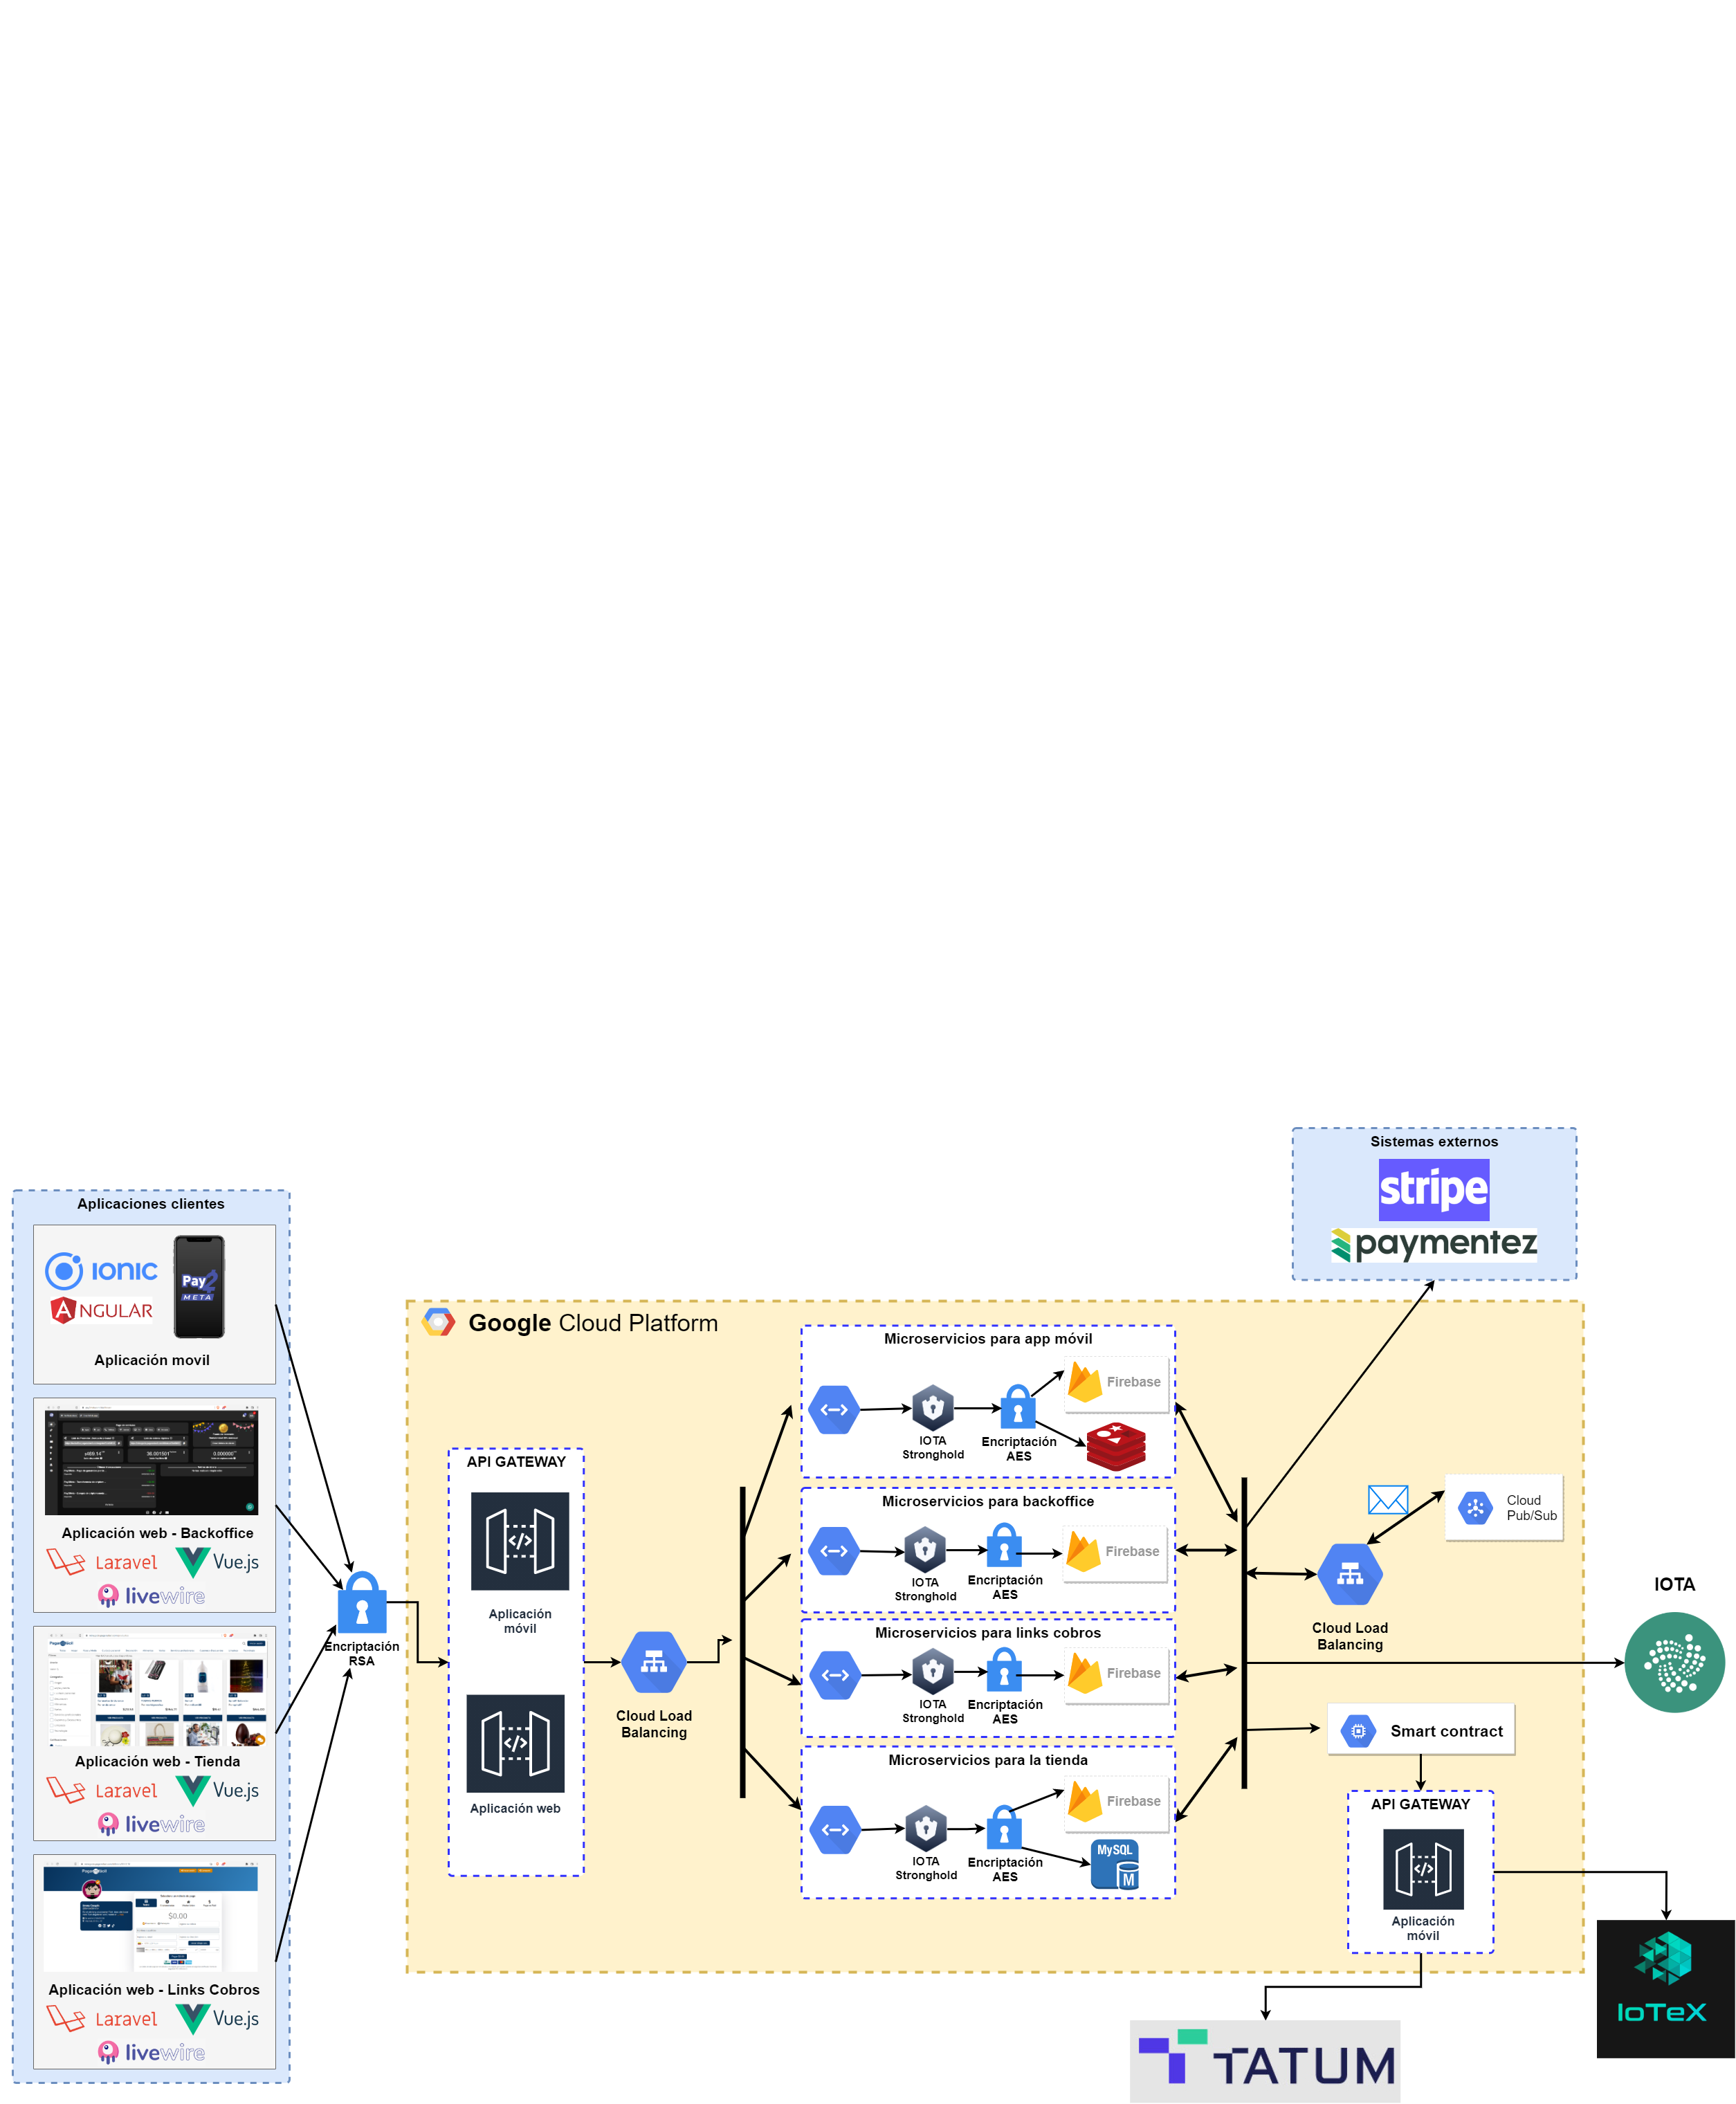 Sistemas externos
stripe
paymentez
Aplicaciones clientes
IONIC
ANGULAR
Pay2
META
Aplicación movil
Aplicación web - Backoffice
Laravel
Vue.js
livewire
Aplicación web - Tienda
Laravel
Vue.js
livewire
$0.00
Aplicación web - Links Cobros
Laravel
Vue.js
livewire
Encriptación
RSA
Google Cloud Platform
API GATEWAY
Aplicación
móvil
Aplicación web
Cloud Load
Balancing
Microservicios para app móvil
IOTA
Stronghold
Encriptación
AES
Firebase
Microservicios para backoffice
IOTA
Stronghold
Encriptación
AES
Firebase
Microservicios para links cobros
IOTA
Stronghold
Encriptación
AES
Firebase
Microservicios para la tienda
IOTA
Stronghold
Encriptación
AES
Firebase
MySQL
M
Cloud
Pub/Sub
Cloud Load
Balancing
IOTA
Smart contract
API GATEWAY
Aplicación
móvil
IoTeX
TATUM